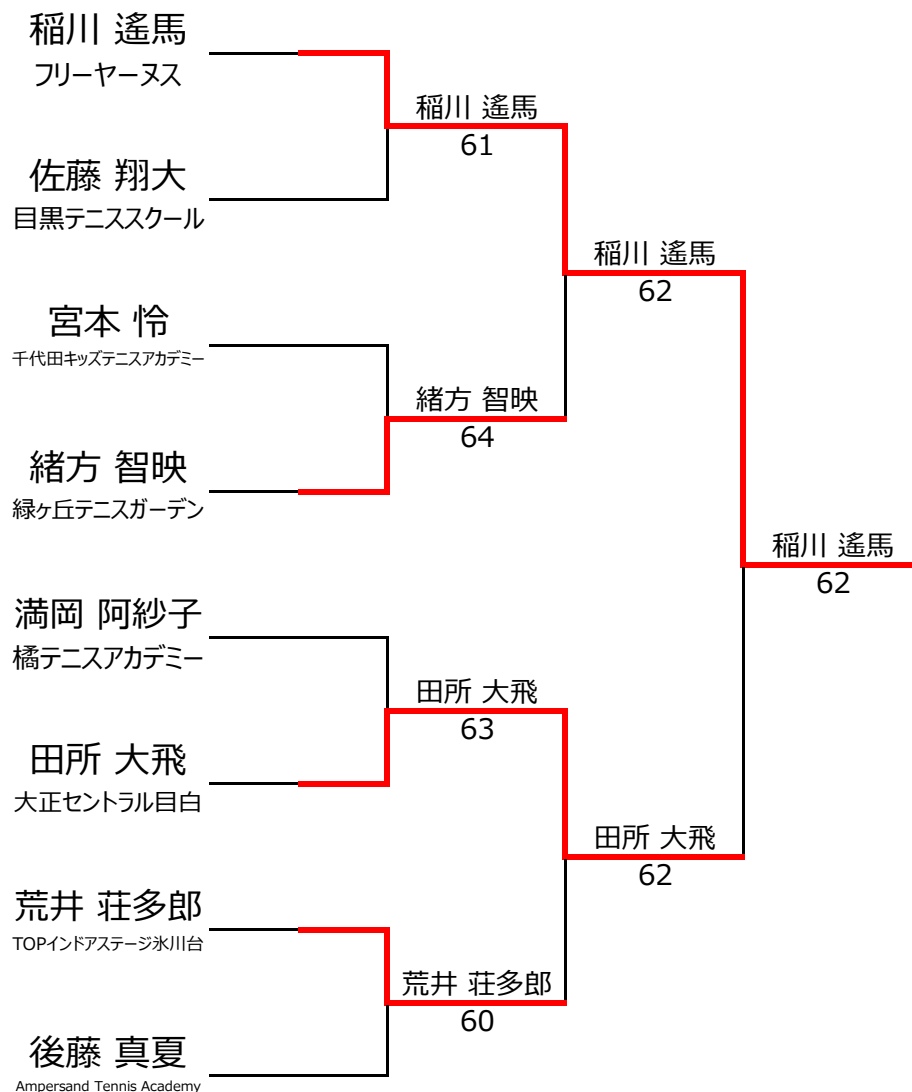 稲川 遙馬
フリーヤーヌス
佐藤 翔大
目黒テニススクール
宮本 怜
千代田キッズテニスアカデミー
緒方 智映
緑ヶ丘テニスガーデン
満岡 阿紗子
橘テニスアカデミー
田所 大飛
大正セントラル目白
荒井 荘多郎
TOPインドアステージ氷川台
後藤 真夏
Ampersand Tennis Academy
稲川 遙馬
61
緒方 智映
64
田所 大飛
63
荒井 荘多郎
60
稲川 遙馬
62
田所 大飛
62
稲川 遙馬
62